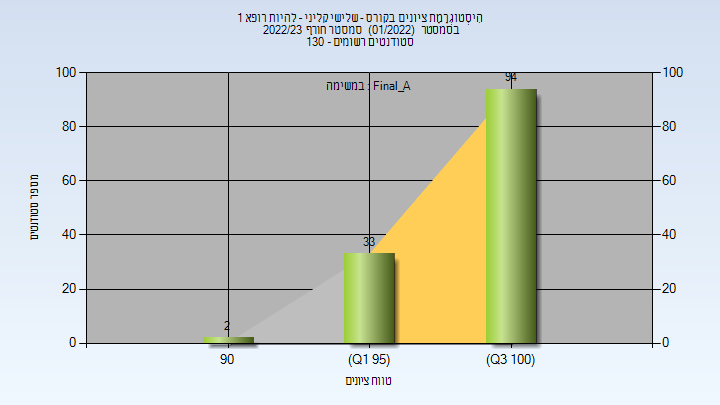 היסטוגרמת ציונים בקורס - שלישי קליני - להיות רופא 1
בסמסטר (01/2022) סמסטר חורף 2022/23
סטודנטים רשומים - 130
במשימה : Final_A
100
80
60
40
20
0
100
80
60
40
20
0
מספר סטודנטים
2
33
94
90
(Q1 95)
(Q3 100)
טווח ציונים